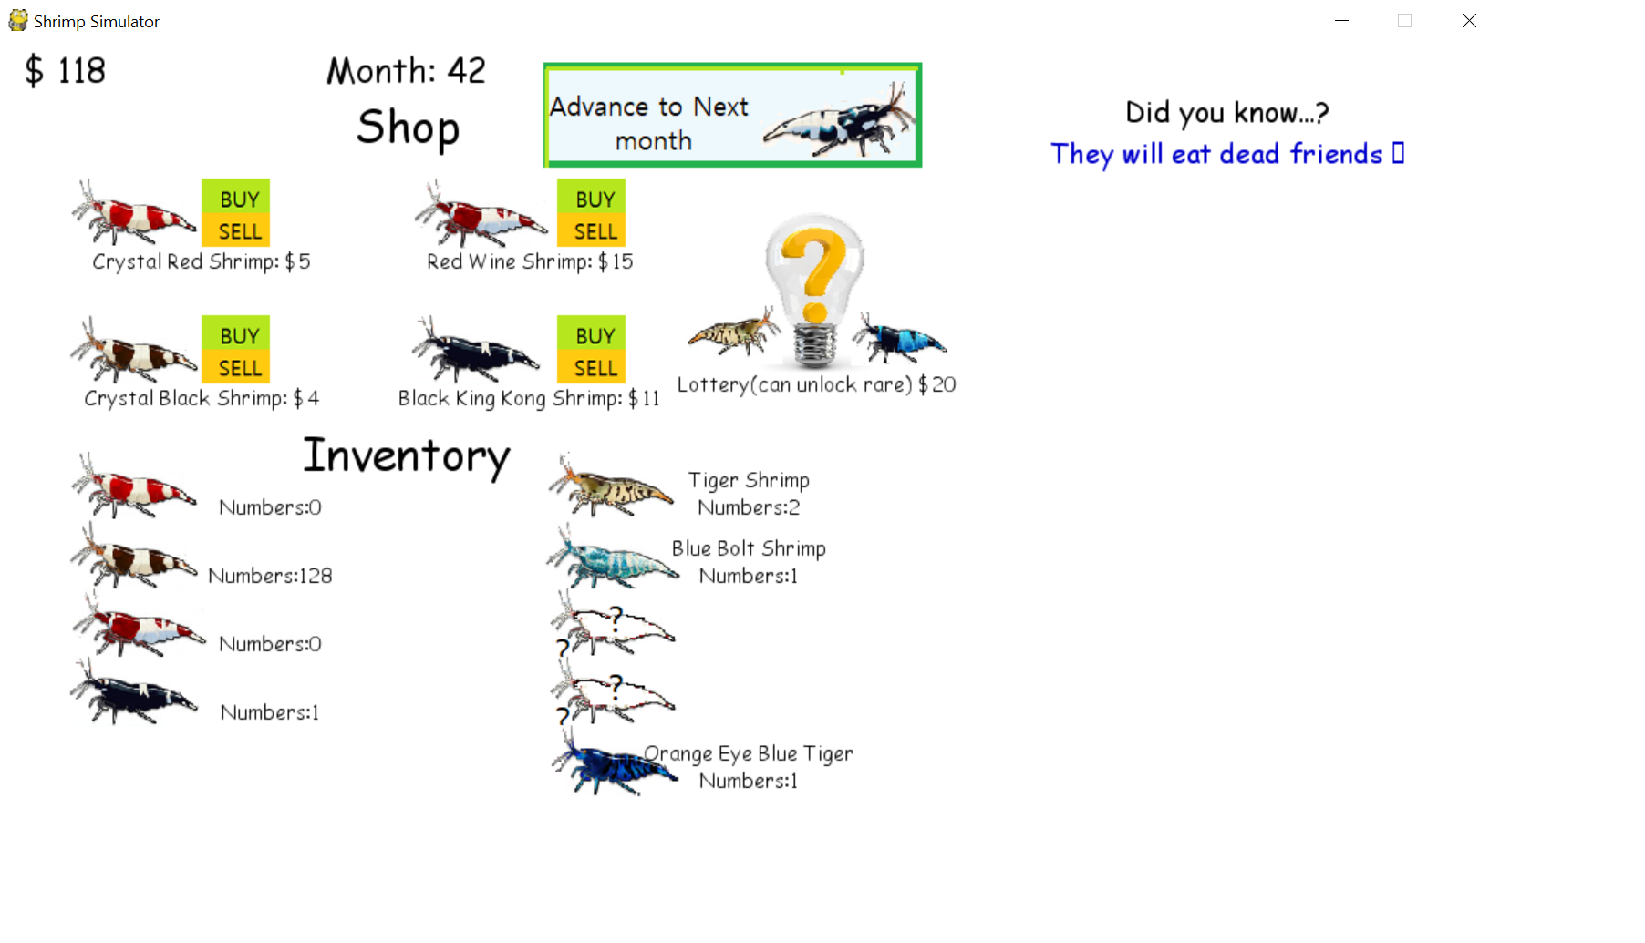 Shrimp Simulator
$ 118
Month: 42
Shop
Advance to Next
month
Did you know...?
They will eat dead friends
BUY
SELL
Crystal Red Shrimp: $5
BUY
SELL
Red Wine Shrimp: $15
BUY
SELL
Crystal Black Shrimp: $4
BUY
SELL
Black King Kong Shrimp: $11
?
Lottery(can unlock rare) $20
Inventory
Numbers:0
Numbers:128
Numbers:0
Numbers:1
Tiger Shrimp
Numbers:2
Blue Bolt Shrimp
Numbers:1
?
?
?
?
Orange Eye Blue Tiger
Numbers:1